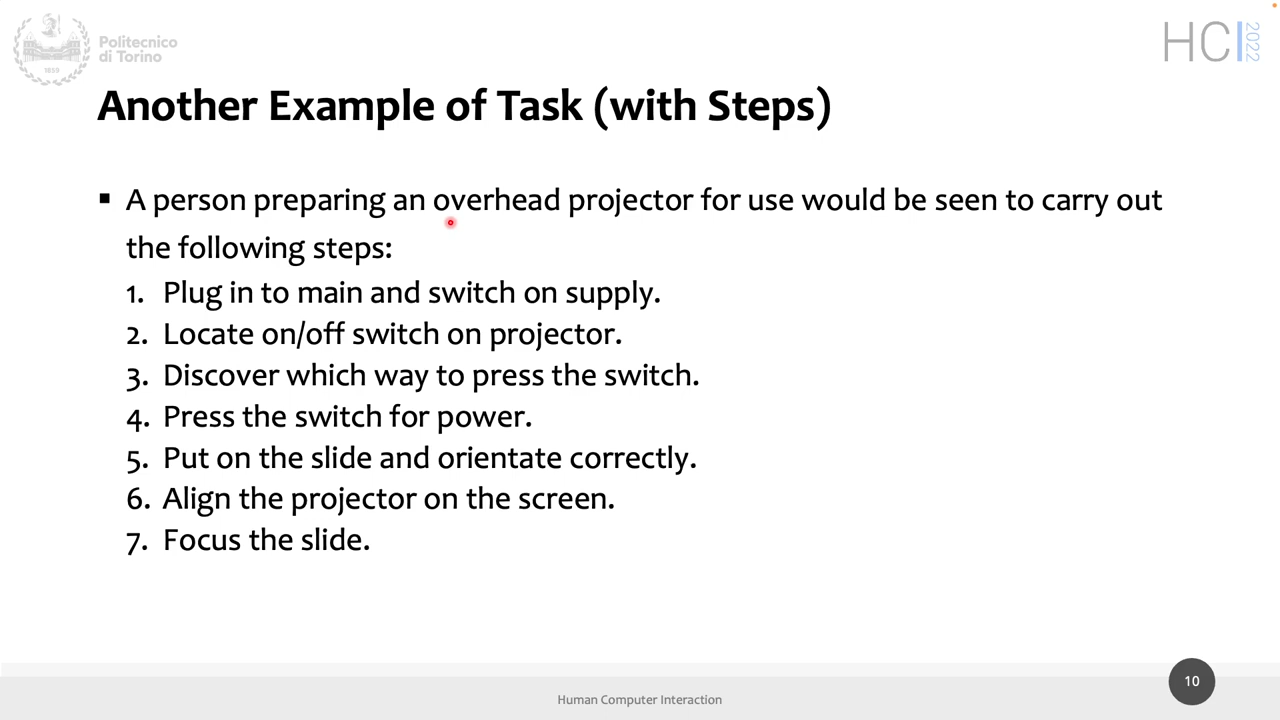 Politecnico
di Torino
1859
HCI 2022
Another Example of Task (with Steps)
▪ A person preparing an overhead projector for use would be seen to carry out
the following steps:
1. Plug in to main and switch on supply.
2. Locate on/off switch on projector.
3. Discover which way to press the switch.
4. Press the switch for power.
5. Put on the slide and orientate correctly.
6. Align the projector on the screen.
7. Focus the slide.
Human Computer Interaction
10